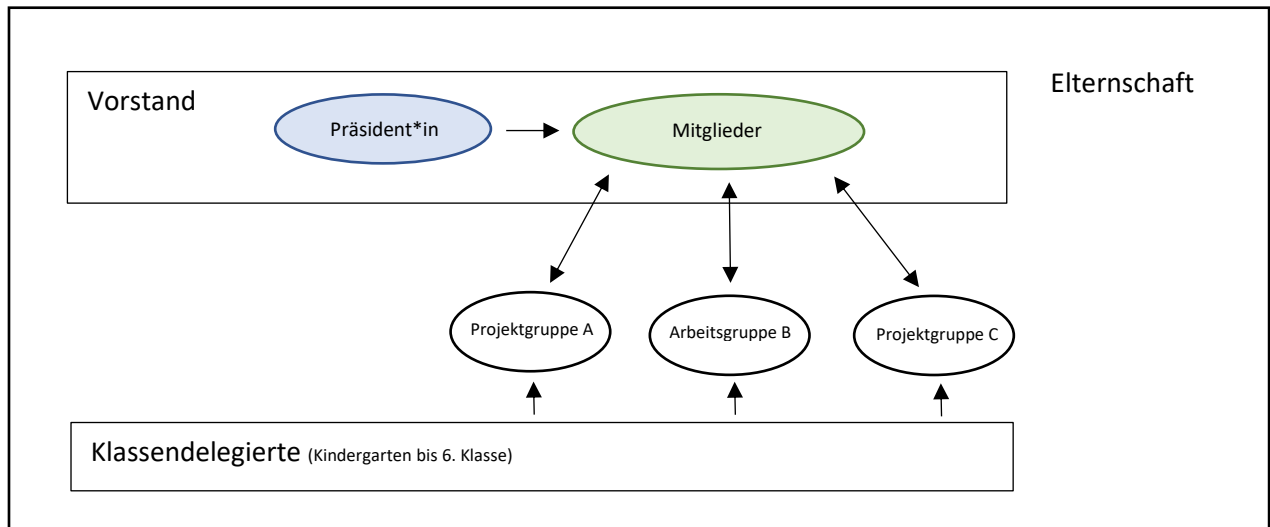 Elternschaft
Vorstand
Präsident*in
Mitglieder
Projektgruppe A
Arbeitsgruppe B
Projektgruppe C
Klassendelegierte (Kindergarten bis 6. Klasse)